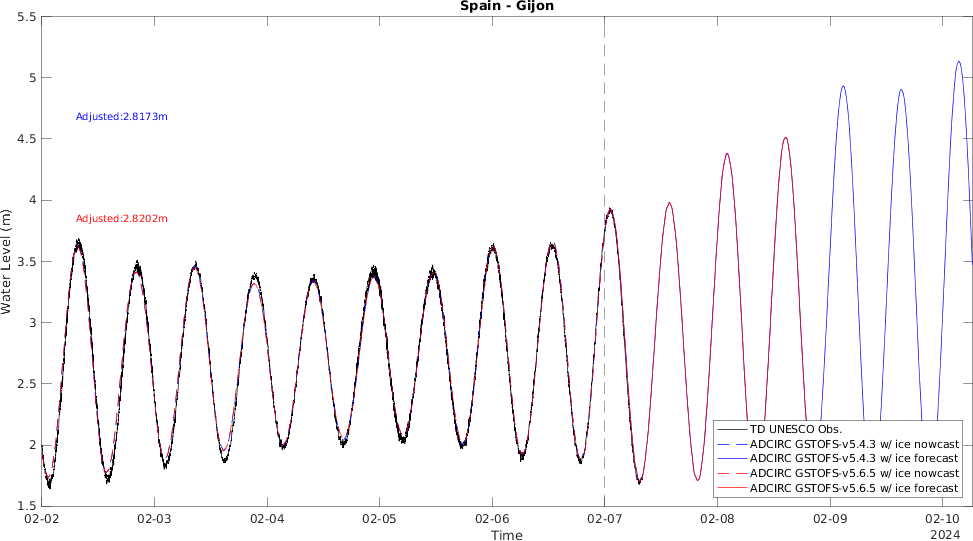 Spain - Gijon
5.5
5
4.5
4
3.5
3
2.5
2
1.5
Water Level (m)
Adjusted:2.8173m
Adjusted:2.8202m
TD UNESCO Obs.
ADCIRC GSTOFS-v5.4.3 w/ ice nowcast
ADCIRC GSTOFS-v5.4.3 w/ ice forecast
ADCIRC GSTOFS-v5.6.5 w/ ice nowcast
ADCIRC GSTOFS-v5.6.5 w/ ice forecast
02-02 02-03 02-04 02-05 02-06 02-07 02-08 02-09 02-10
Time
2024